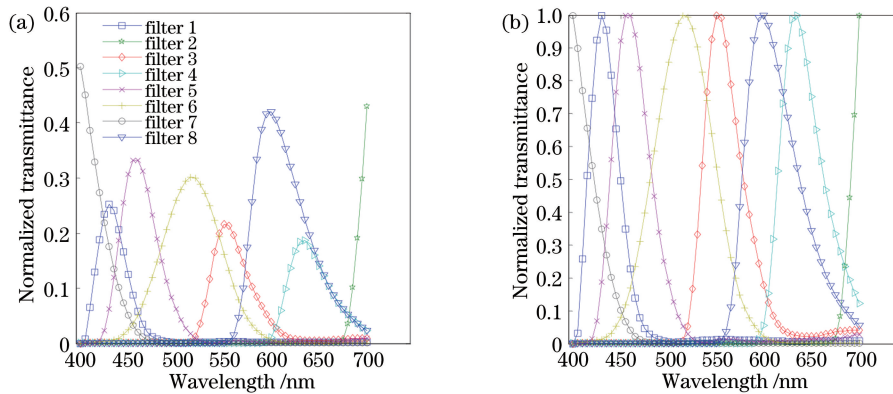 (a)
Normalized transmittance
0.6
0.5
0.4
0.3
0.2
0.1
0
filter 1
filter 2
filter 3
filter 4
filter 5
filter 6
filter 7
filter 8
400 450 500 550 600 650 700
Wavelength /nm
(b)
Normalized transmittance
1.0
0.9
0.8
0.7
0.6
0.5
0.4
0.3
0.2
0.1
0
400 450 500 550 600 650 700
Wavelength /nm